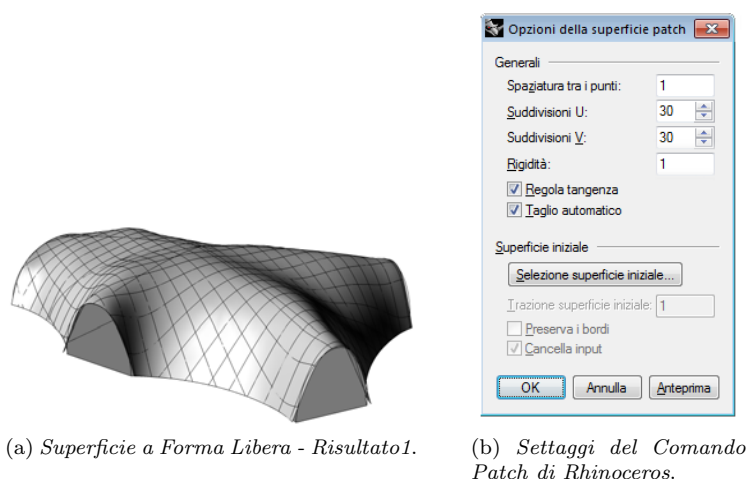 Opzioni della superficie patch
Generali
Spaziatura tra i punti: 1
Suddivisioni U: 30
Suddivisioni V: 30
Rigidità: 1
Regola tangenza
Taglio automatico
Superficie iniziale
Selezione superficie iniziale...
Trazione superficie iniziale: 1
Preserva i bordi
Cancella input
OK Annulla Anteprima
(a) Superficie a Forma Libera - Risultato1.
(b) Settaggi del Comando
Patch di Rhinoceros.